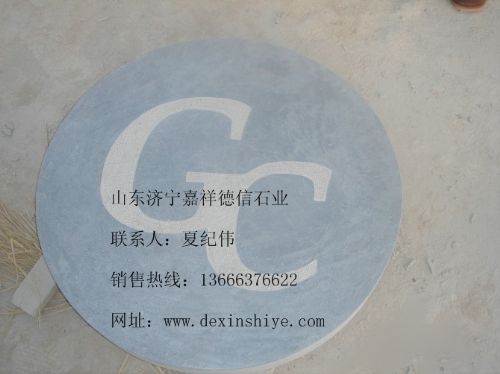 GC
山东济宁嘉祥德信石业
联系人：夏纪伟
销售热线：13666376622
网址：www.dexinshiye.com